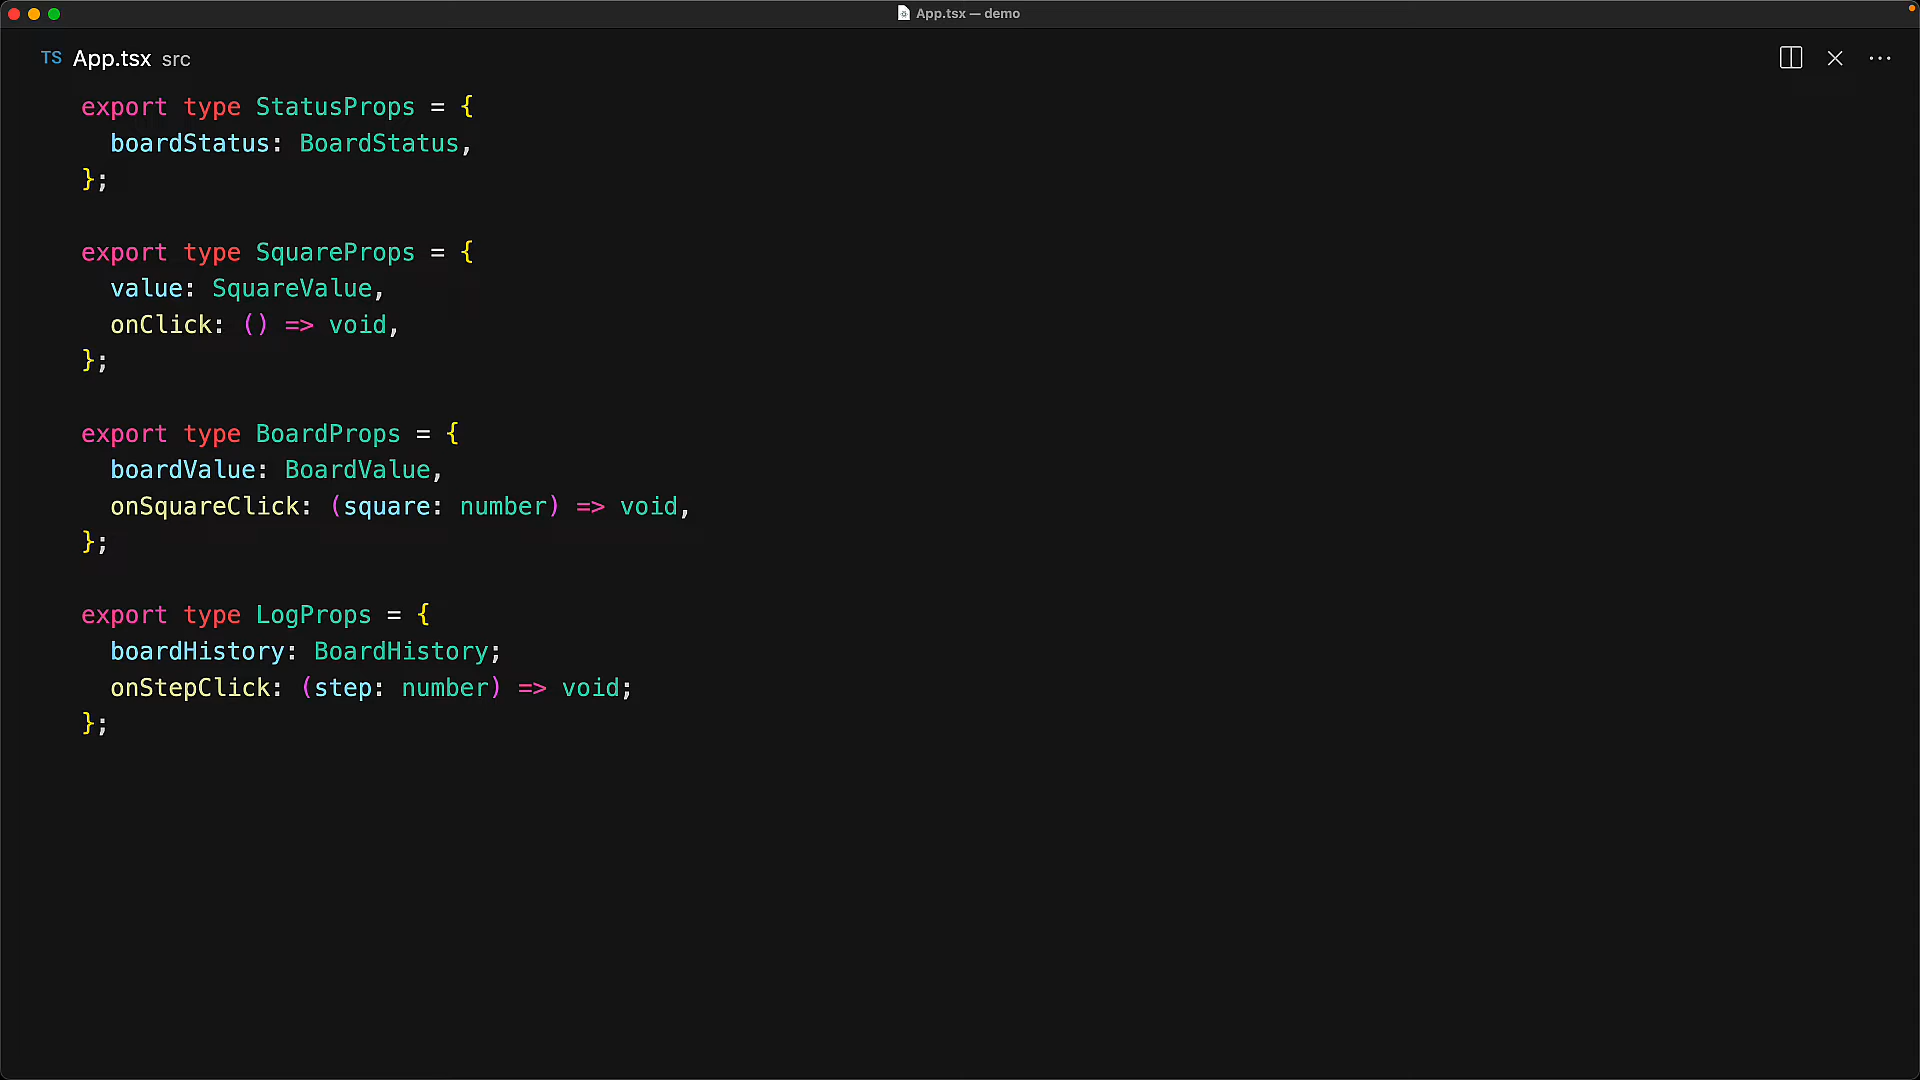 App.tsx — demo
TS App.tsx src
export type StatusProps = {
  boardStatus: BoardStatus,
};

export type SquareProps = {
  value: SquareValue,
  onClick: () => void,
};

export type BoardProps = {
  boardValue: BoardValue,
  onSquareClick: (square: number) => void,
};

export type LogProps = {
  boardHistory: BoardHistory;
  onStepClick: (step: number) => void;
};